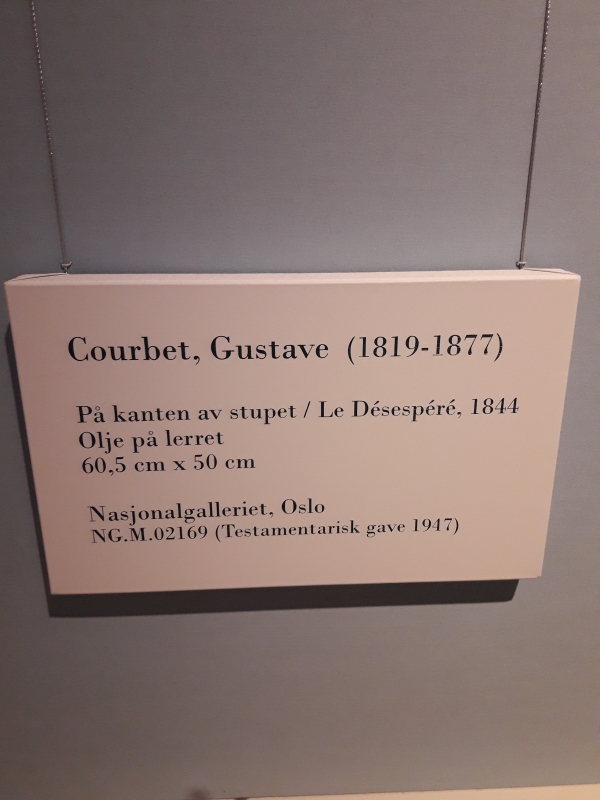 Courbet, Gustave (1819-1877)
På kanten av stupet / Le Désespéré, 1844
Olje på lerret
60,5 cm x 50 cm
Nasjonalgalleriet, Oslo
NG.M.02169 (Testamentarisk gave 1947)